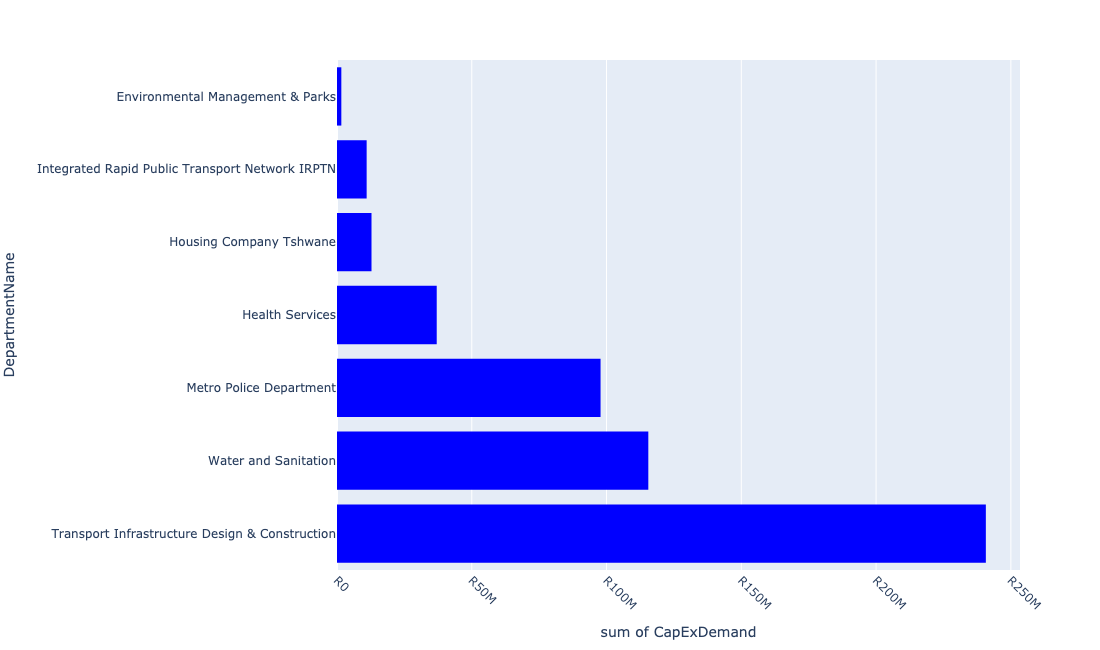 Environmental Management & Parks
Integrated Rapid Public Transport Network IRPTN
Housing Company Tshwane
Health Services
Metro Police Department
Water and Sanitation
Transport Infrastructure Design & Construction
DepartmentName
R0
R50M
R100M
R150M
R200M
R250M
sum of CapExDemand